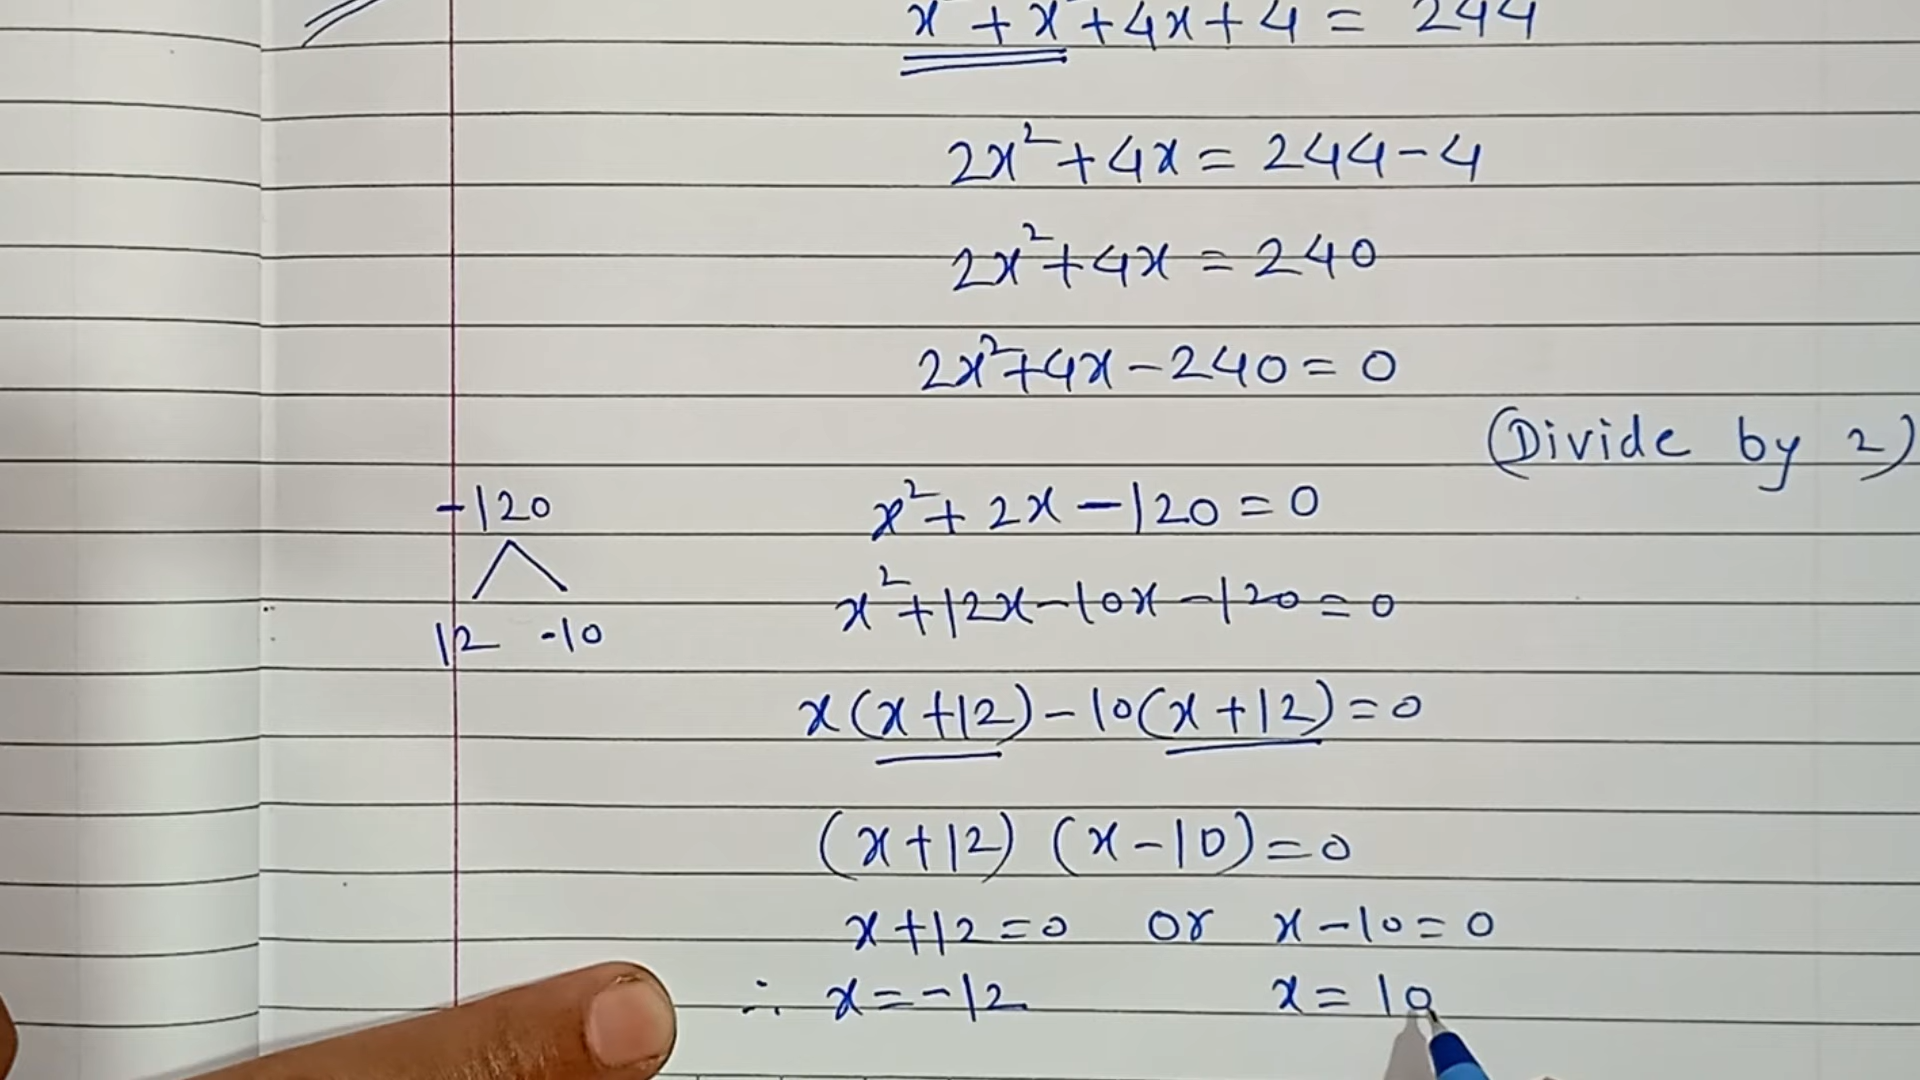 x² + x² + 4x + 4 = 244
2x² + 4x = 244 - 4
2x² + 4x = 240
2x² + 4x - 240 = 0
(Divide by 2)
-120
12 -10
x² + 2x - 120 = 0
x² + 12x - 10x - 120 = 0
x(x + 12) - 10(x + 12) = 0
(x + 12) (x - 10) = 0
x + 12 = 0 or x - 10 = 0
∴ x = -12 x = 10